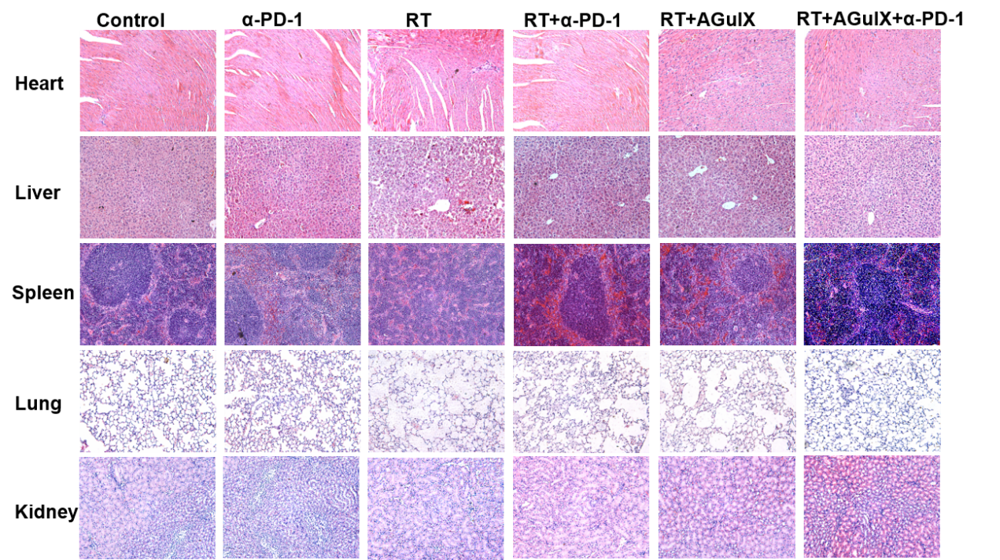 Control α-PD-1 RT RT+α-PD-1 RT+AGuIX RT+AGuIX+α-PD-1
Heart
Liver
Spleen
Lung
Kidney